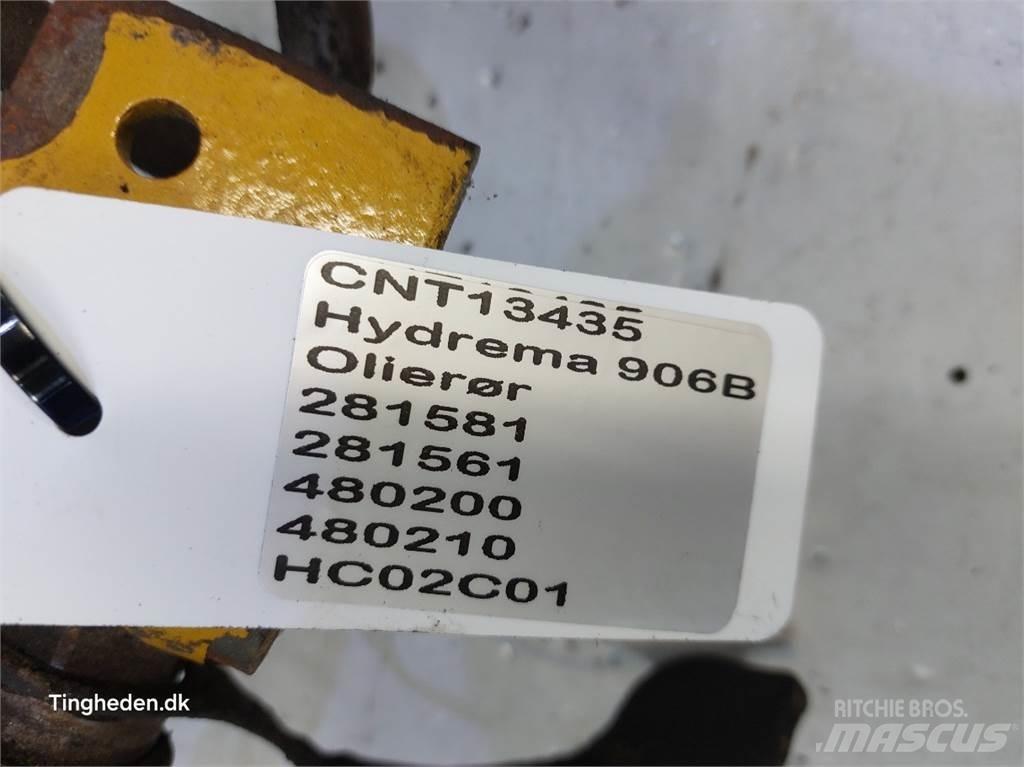 CNT13435
Hydrema 906B
Olierør
281581
281561
480200
480210
HC02C01
Tingheden.dk
RITCHIE BROS.
MASCUS